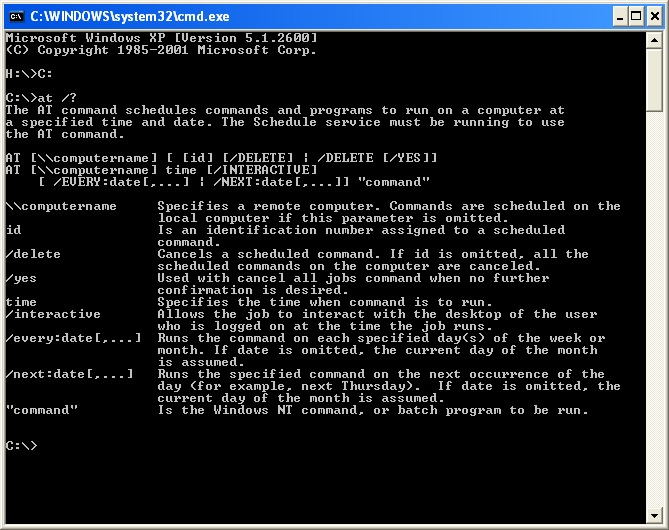 C:\WINDOWS\system32\cmd.exe
Microsoft Windows XP [Version 5.1.2600]
(C) Copyright 1985-2001 Microsoft Corp.
H:\>C:
C:\>at /?
The AT command schedules commands and programs to run on a computer at
a specified time and date. The Schedule service must be running to use
the AT command.
AT [\\computername] [ [id] [/DELETE] | /DELETE [/YES]]
AT [\\computername] time [/INTERACTIVE]
    [ /EVERY:date[,...] | /NEXT:date[,...]] "command"
\\computername     Specifies a remote computer. Commands are scheduled on the
                   local computer if this parameter is omitted.
id                 Is an identification number assigned to a scheduled
                   command.
/delete            Cancels a scheduled command. If id is omitted, all the
                   scheduled commands on the computer are canceled.
/yes               Used with cancel all jobs command when no further
                   confirmation is desired.
time               Specifies the time when command is to run.
/interactive       Allows the job to interact with the desktop of the user
                   who is logged on at the time the job runs.
/every:date[,...]  Runs the command on each specified day(s) of the week or
                   month. If date is omitted, the current day of the month
                   is assumed.
/next:date[,...]   Runs the specified command on the next occurrence of the
                   day (for example, next Thursday).  If date is omitted, the
                   current day of the month is assumed.
"command"          Is the Windows NT command, or batch program to be run.
C:\>